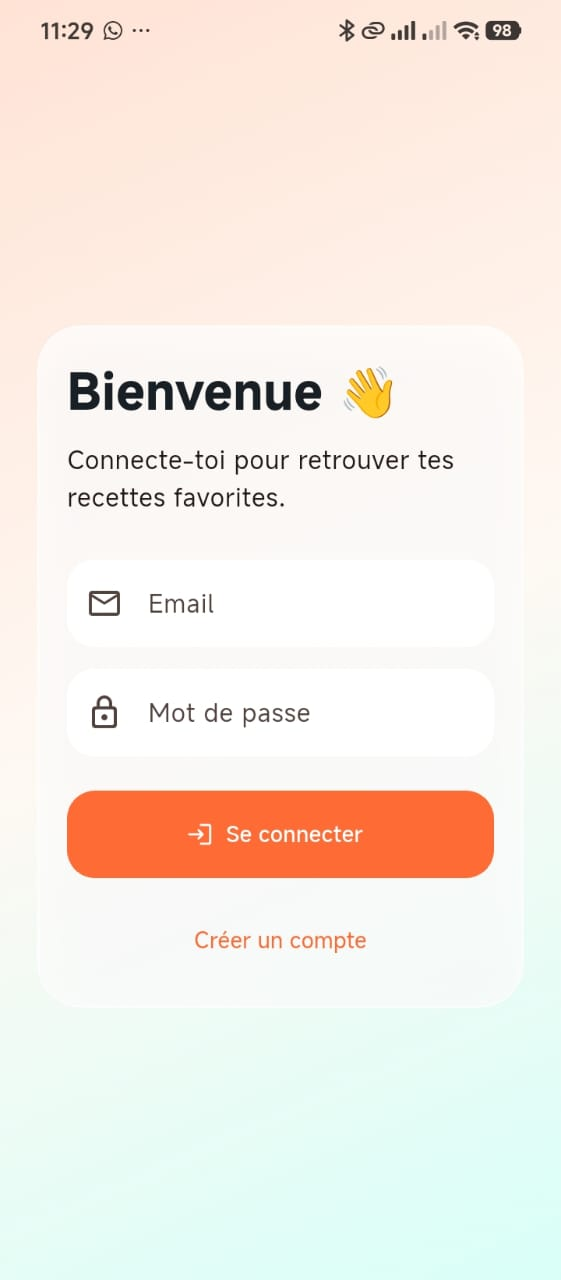 11:29
98
Bienvenue 👋
Connecte-toi pour retrouver tes
recettes favorites.
Email
Mot de passe
Se connecter
Créer un compte